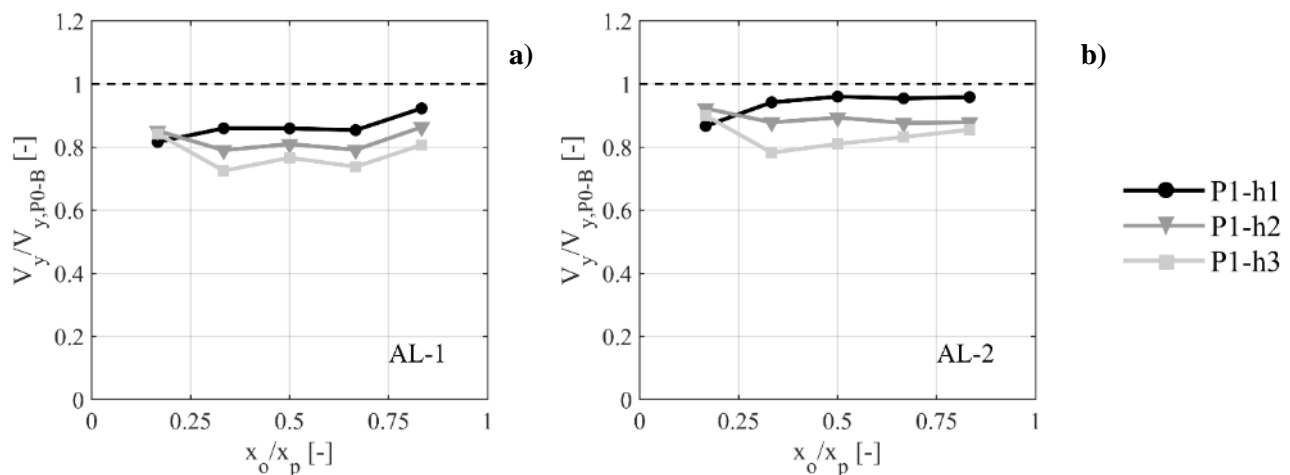 a)
1.2
1
0.8
0.6
0.4
0.2
0
V_y/V_y,P0-B [-]
AL-1
0 0.25 0.5 0.75 1
x_o/x_p [-]
b)
1.2
1
0.8
0.6
0.4
0.2
0
V_y/V_y,P0-B [-]
AL-2
0 0.25 0.5 0.75 1
x_o/x_p [-]
P1-h1
P1-h2
P1-h3